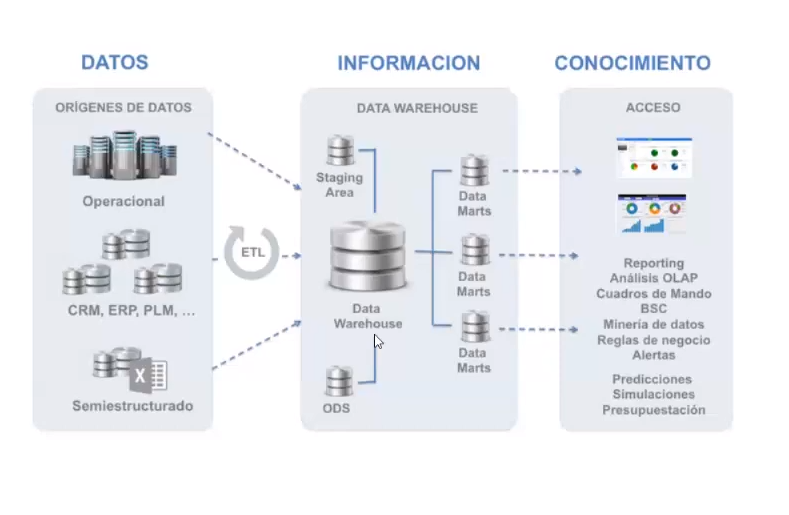 DATOS
INFORMACION
CONOCIMIENTO
ORÍGENES DE DATOS
Operacional
CRM, ERP, PLM, ...
X
Semiestructurado
ETL
DATA WAREHOUSE
Staging
Area
Data
Warehouse
ODS
Data
Marts
Data
Marts
Data
Marts
ACCESO
Reporting
Análisis OLAP
Cuadros de Mando
BSC
Minería de datos
Reglas de negocio
Alertas
Predicciones
Simulaciones
Presupuestación